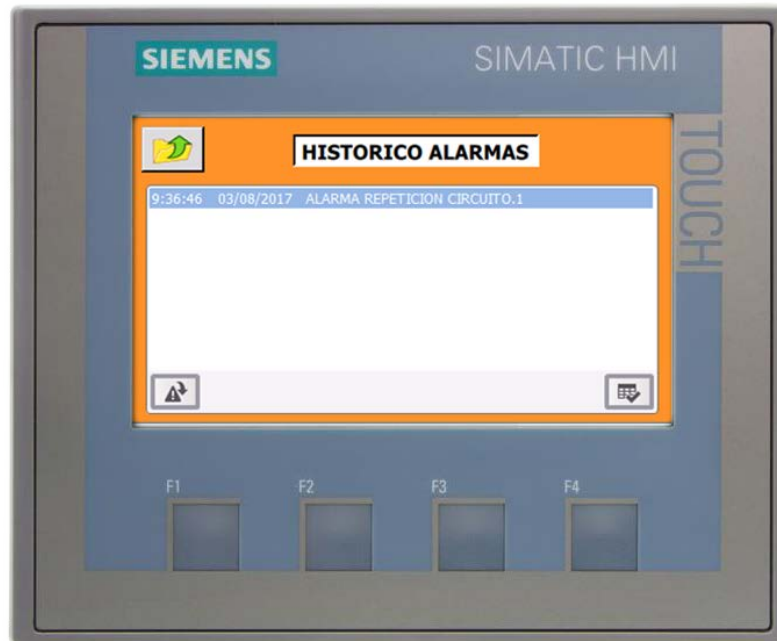 SIEMENS
SIMATIC HMI
TOUCH
HISTORICO ALARMAS
9:36:46 03/08/2017 ALARMA REPETICION CIRCUITO.1
F1 F2 F3 F4